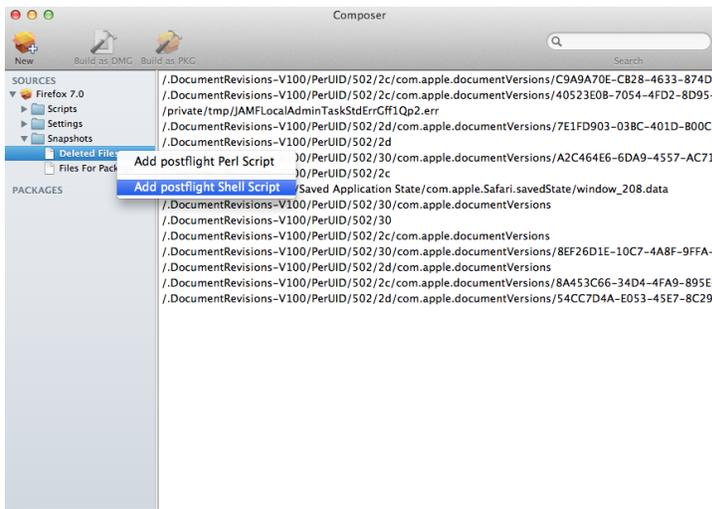 Composer
New
Build as DMG
Build as PKG
Search
SOURCES
Firefox 7.0
Scripts
Settings
Snapshots
Deleted Files
Files For Pack
PACKAGES
Add postflight Perl Script
Add postflight Shell Script
/.DocumentRevisions-V100/PerUID/502/2c/com.apple.documentVersions/C9A9A70E-CB28-4633-874D
/.DocumentRevisions-V100/PerUID/502/2c/com.apple.documentVersions/40523E0B-7054-4FD2-8D95-
/private/tmp/JAMFLocalAdminTaskStdErrGff1Qp2.err
/.DocumentRevisions-V100/PerUID/502/2d/com.apple.documentVersions/7E1FD903-03BC-401D-B00C
/.DocumentRevisions-V100/PerUID/502/2d
/PerUID/502/30/com.apple.documentVersions/A2C464E6-6DA9-4557-AC71
/PerUID/502/2c
/Saved Application State/com.apple.Safari.savedState/window_208.data
/.DocumentRevisions-V100/PerUID/502/30/com.apple.documentVersions
/.DocumentRevisions-V100/PerUID/502/30
/.DocumentRevisions-V100/PerUID/502/2c/com.apple.documentVersions
/.DocumentRevisions-V100/PerUID/502/30/com.apple.documentVersions/8EF26D1E-10C7-4A8F-9FFA-
/.DocumentRevisions-V100/PerUID/502/2d/com.apple.documentVersions
/.DocumentRevisions-V100/PerUID/502/2c/com.apple.documentVersions/8A453C66-34D4-4FA9-895E
/.DocumentRevisions-V100/PerUID/502/2d/com.apple.documentVersions/54CC7D4A-E053-45E7-8C29